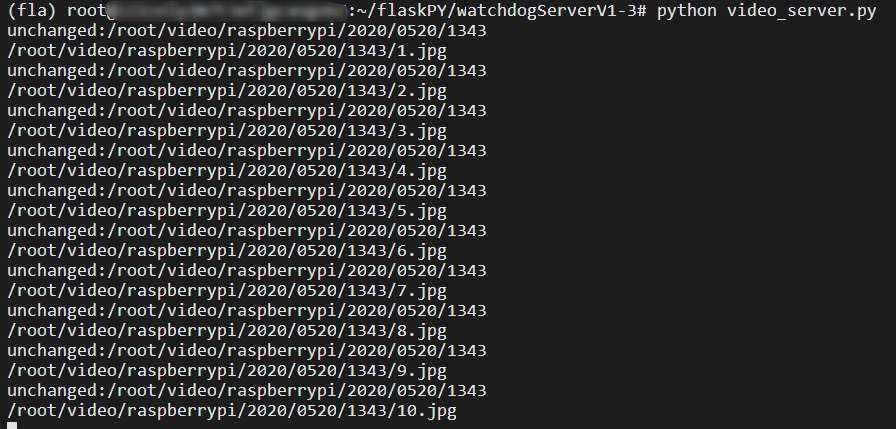 (fla) root@:~/flaskPY/watchdogServerV1-3# python video_server.py
unchanged:/root/video/raspberrypi/2020/0520/1343
/root/video/raspberrypi/2020/0520/1343/1.jpg
unchanged:/root/video/raspberrypi/2020/0520/1343
/root/video/raspberrypi/2020/0520/1343/2.jpg
unchanged:/root/video/raspberrypi/2020/0520/1343
/root/video/raspberrypi/2020/0520/1343/3.jpg
unchanged:/root/video/raspberrypi/2020/0520/1343
/root/video/raspberrypi/2020/0520/1343/4.jpg
unchanged:/root/video/raspberrypi/2020/0520/1343
/root/video/raspberrypi/2020/0520/1343/5.jpg
unchanged:/root/video/raspberrypi/2020/0520/1343
/root/video/raspberrypi/2020/0520/1343/6.jpg
unchanged:/root/video/raspberrypi/2020/0520/1343
/root/video/raspberrypi/2020/0520/1343/7.jpg
unchanged:/root/video/raspberrypi/2020/0520/1343
/root/video/raspberrypi/2020/0520/1343/8.jpg
unchanged:/root/video/raspberrypi/2020/0520/1343
/root/video/raspberrypi/2020/0520/1343/9.jpg
unchanged:/root/video/raspberrypi/2020/0520/1343
/root/video/raspberrypi/2020/0520/1343/10.jpg